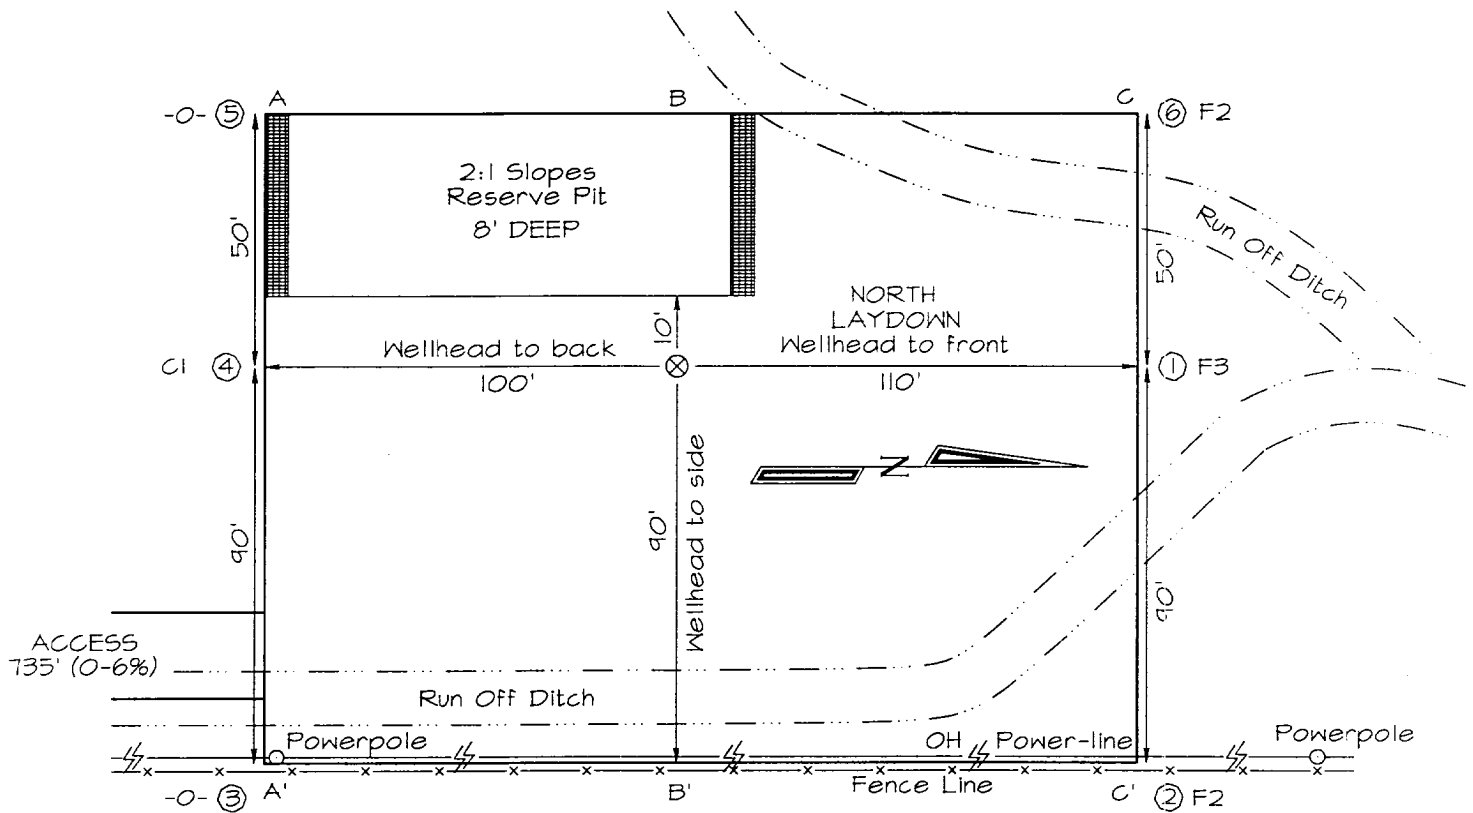 A
B
C
-0- ⑤
⑥ F2
2:1 Slopes
Reserve Pit
8' DEEP
50'
50'
Run Off Ditch
NORTH
LAYDOWN
Wellhead to front
10'
Wellhead to back
C1 ④
① F3
100'
110'
N
90'
90'
Wellhead to side
90'
ACCESS
735' (0-6%)
Run Off Ditch
Powerpole
OH Power-line
Powerpole
Fence Line
-0- ③ A'
B'
C' ② F2